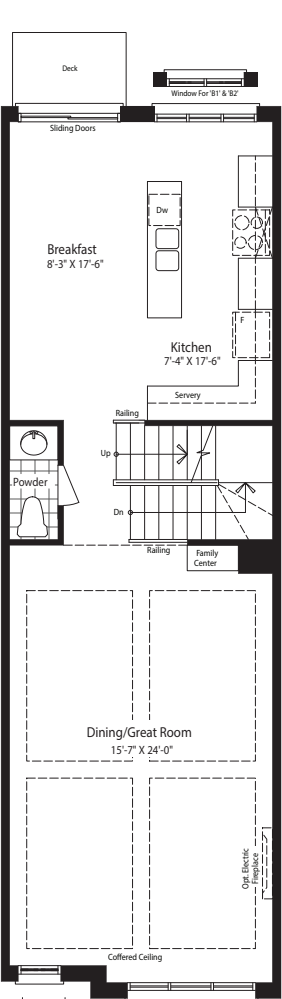 Deck
Window For 'B1' & 'B2'
Sliding Doors
Dw
Breakfast
8'-3" X 17'-6"
F
Kitchen
7'-4" X 17'-6"
Servery
Railing
Up
Powder
Dn
Railing
Family
Center
Dining/Great Room
15'-7" X 24'-0"
Opt. Electric
Fireplace
Coffered Ceiling